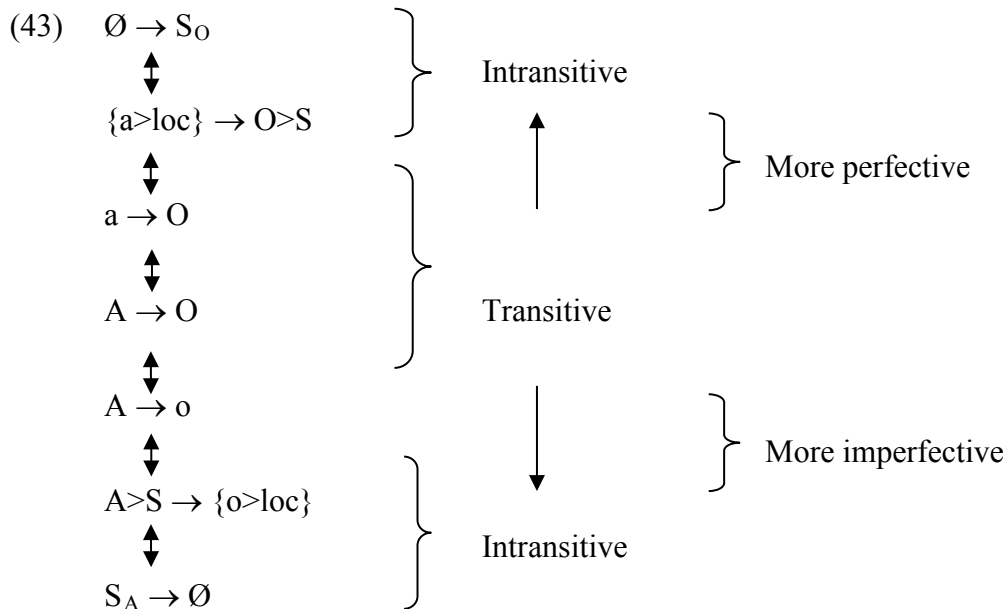 (43) Ø → S_O
Intransitive
{a>loc} → O>S
More perfective
a → O
A → O
Transitive
A → o
More imperfective
A>S → {o>loc}
Intransitive
S_A → Ø